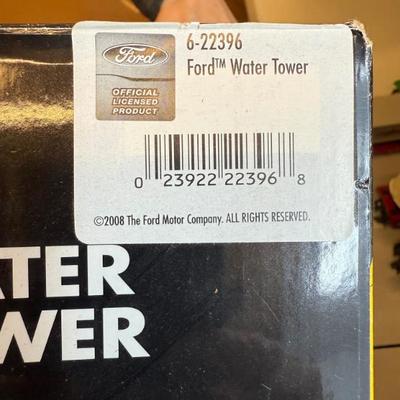 6-22396
Ford™ Water Tower
Ford
OFFICIAL
LICENSED
PRODUCT
0 23922 22396 8
©2008 The Ford Motor Company. ALL RIGHTS RESERVED.
ATER
WER